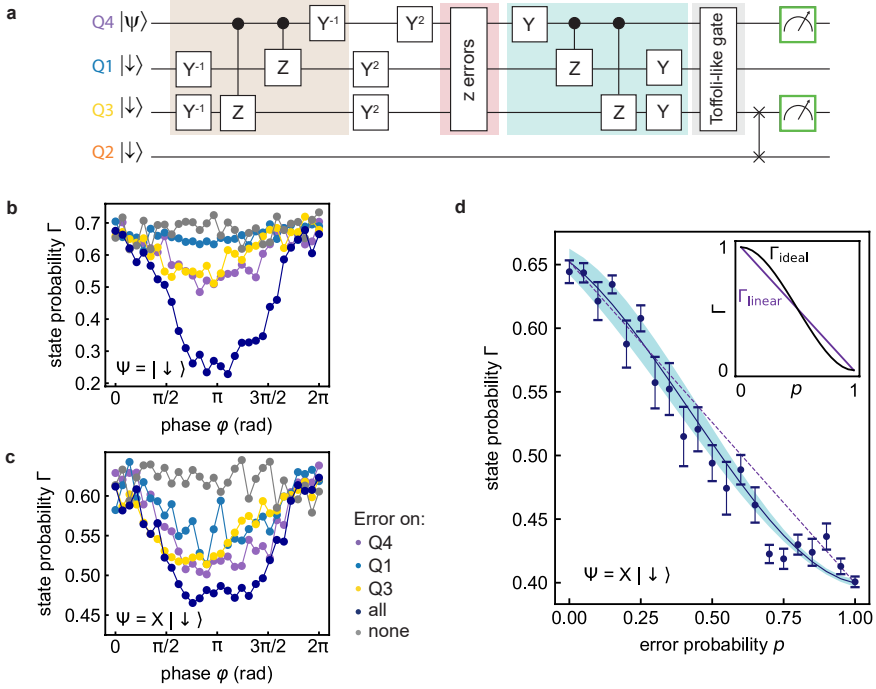 a
Q4 |ψ⟩ Y⁻¹ Y² Y
Q1 |↓⟩ Y⁻¹ Z Y² Z Y
Q3 |↓⟩ Y⁻¹ Z Y² Z Y
Q2 |↓⟩
z errors
Toffoli-like gate
b
state probability Γ
0.7
0.6
0.5
0.4
0.3
0.2
Ψ = | ↓ ⟩
0 π/2 π 3π/2 2π
phase φ (rad)
c
state probability Γ
0.60
0.55
0.50
0.45
Ψ = X | ↓ ⟩
0 π/2 π 3π/2 2π
phase φ (rad)
Error on:
Q4
Q1
Q3
all
none
d
state probability Γ
0.65
0.60
0.55
0.50
0.45
0.40
Ψ = X | ↓ ⟩
0.00 0.25 0.50 0.75 1.00
error probability p
1
Γideal
Γlinear
Γ
0
0 p 1